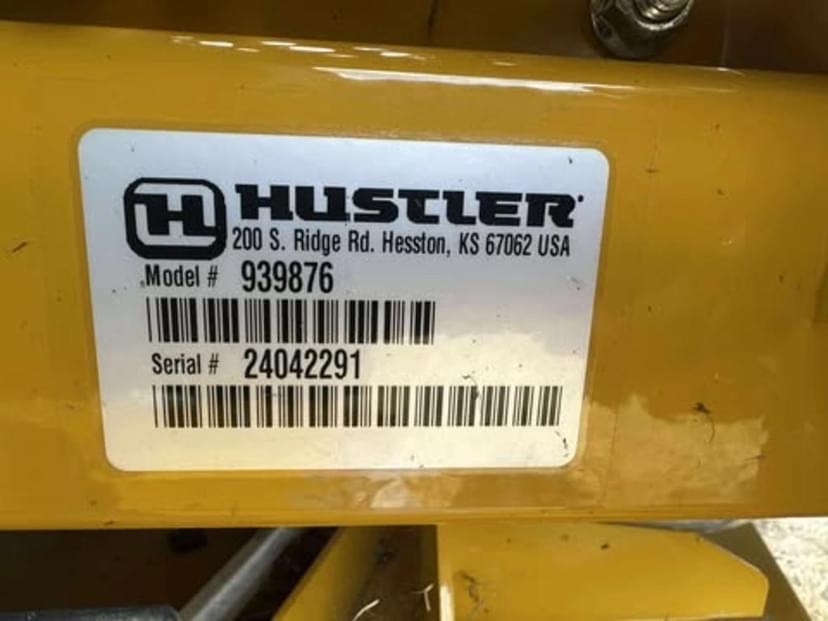 H HUSTLER
200 S. Ridge Rd. Hesston, KS 67062 USA
Model # 939876
Serial # 24042291